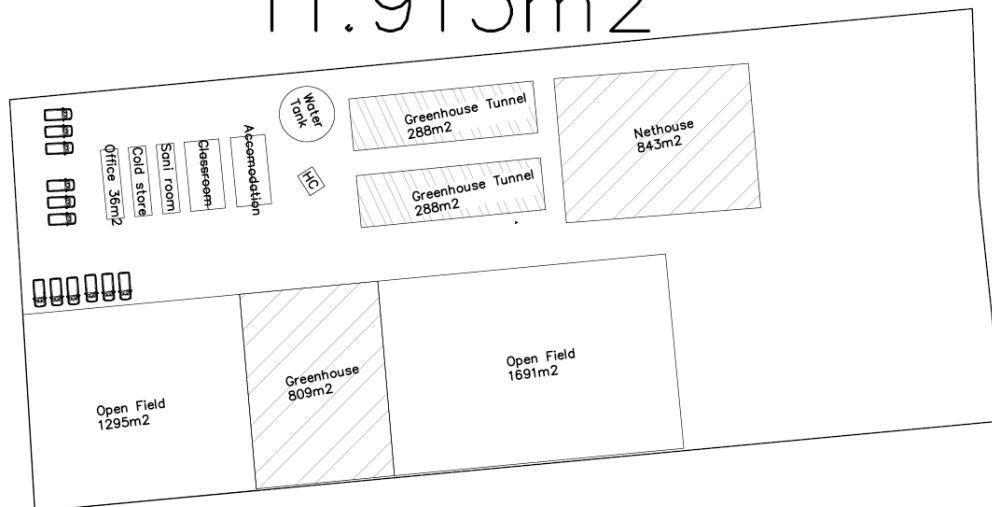 11.915m2
Water
Tank
Greenhouse Tunnel
288m2
Nethouse
843m2
Office 36m2
Cold store
Sani room
Classroom
Accomodation
HC
Greenhouse Tunnel
288m2
Open Field
1295m2
Greenhouse
809m2
Open Field
1691m2